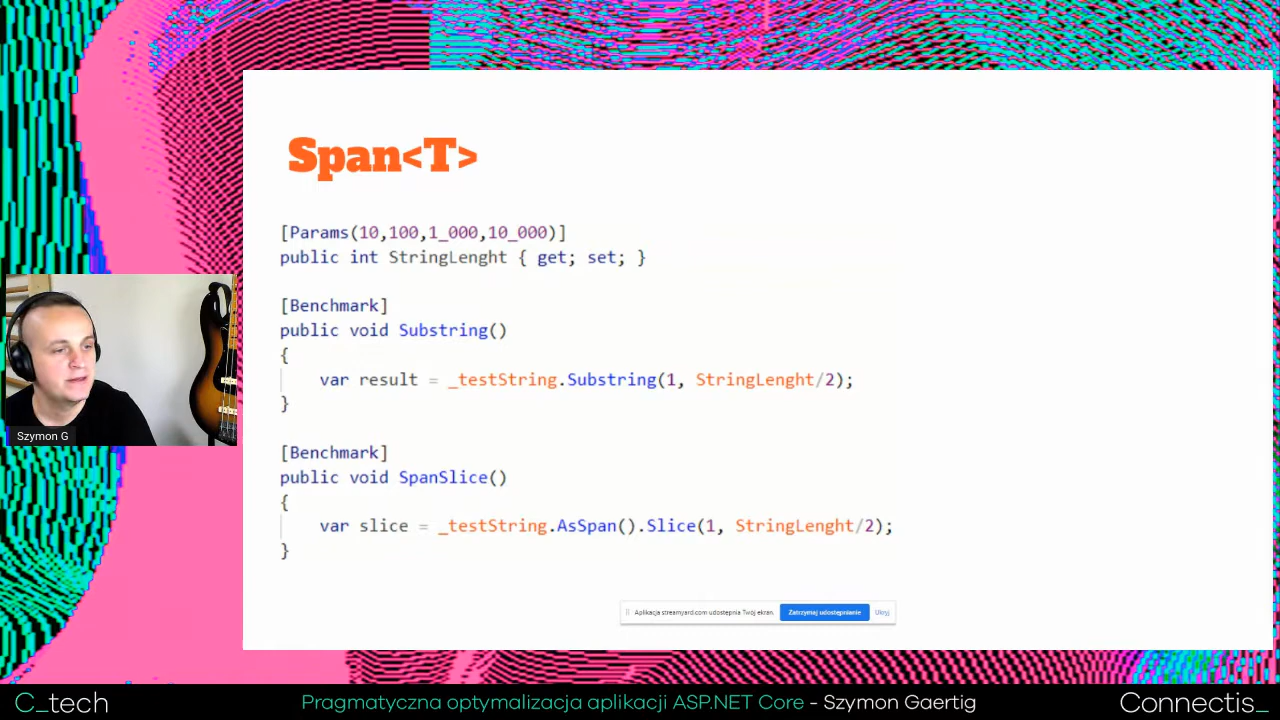 Span<T>
[Params(10,100,1_000,10_000)]
public int StringLenght { get; set; }
[Benchmark]
public void Substring()
{
var result = _testString.Substring(1, StringLenght/2);
}
[Benchmark]
public void SpanSlice()
{
var slice = _testString.AsSpan().Slice(1, StringLenght/2);
}
Szymon G
Aplikacja streamyard.com udostępnia Twój ekran. Zatrzymaj udostępnianie Ukryj
C_tech Pragmatyczna optymalizacja aplikacji ASP.NET Core - Szymon Gaertig Connectis_